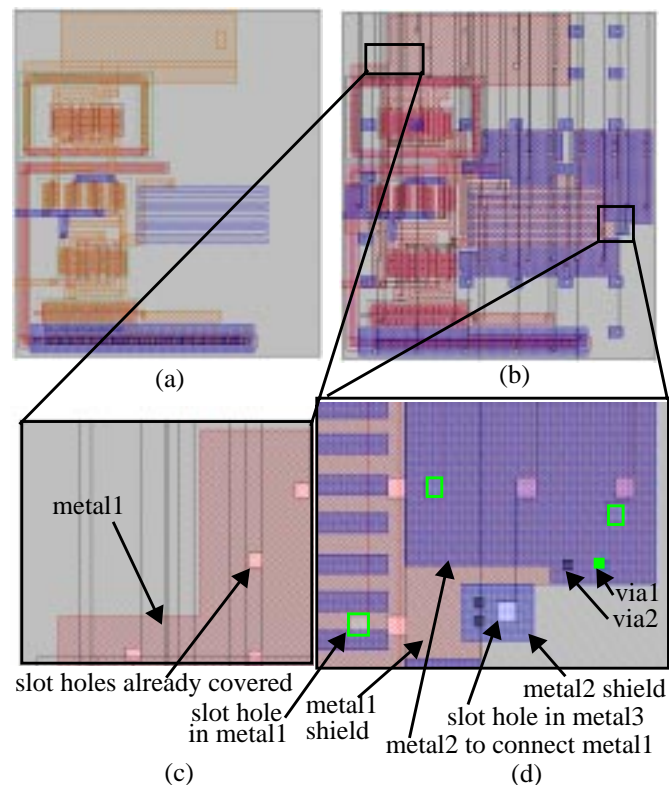 (a)
(b)
metal1
via1
via2
slot holes already covered
slot hole
in metal1
metal1
shield
metal2 shield
slot hole in metal3
metal2 to connect metal1
(c)
(d)